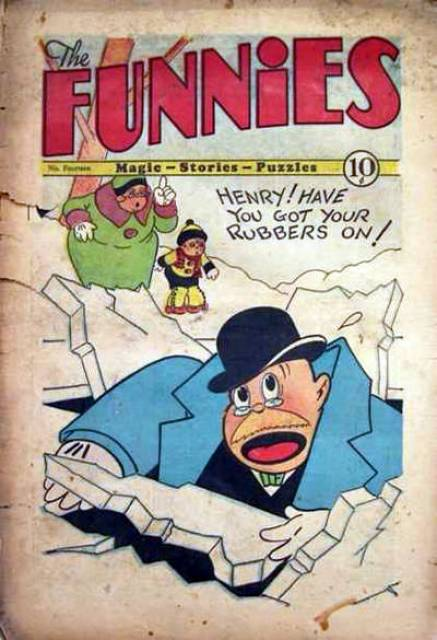 The
FUNNIES
No. Fourteen
Magic – Stories – Puzzles
10
¢
HENRY! HAVE
YOU GOT YOUR
RUBBERS ON!